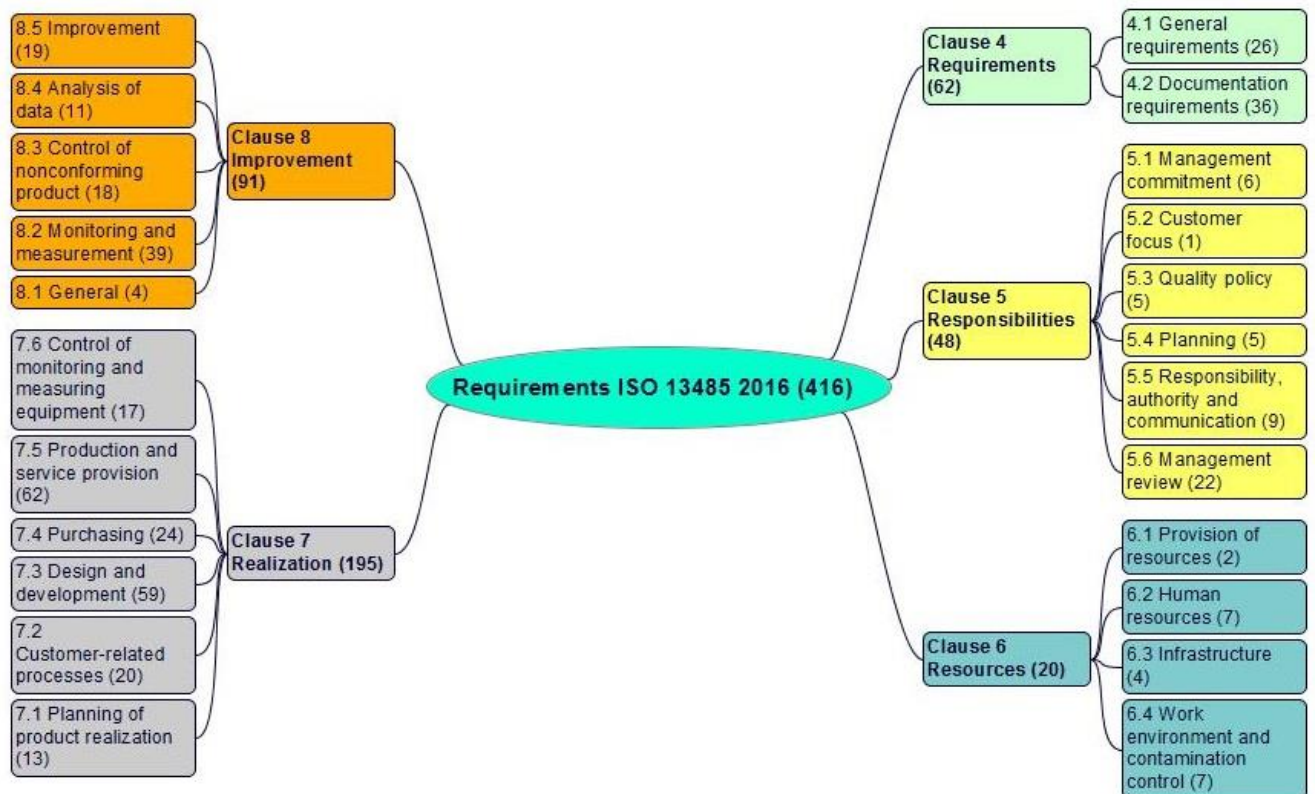 Requirements ISO 13485 2016 (416)
Clause 4
Requirements
(62)
4.1 General
requirements (26)
4.2 Documentation
requirements (36)
Clause 5
Responsibilities
(48)
5.1 Management
commitment (6)
5.2 Customer
focus (1)
5.3 Quality policy
(5)
5.4 Planning (5)
5.5 Responsibility,
authority and
communication (9)
5.6 Management
review (22)
Clause 6
Resources (20)
6.1 Provision of
resources (2)
6.2 Human
resources (7)
6.3 Infrastructure
(4)
6.4 Work
environment and
contamination
control (7)
Clause 7
Realization (195)
7.6 Control of
monitoring and
measuring
equipment (17)
7.5 Production and
service provision
(62)
7.4 Purchasing (24)
7.3 Design and
development (59)
7.2
Customer-related
processes (20)
7.1 Planning of
product realization
(13)
Clause 8
Improvement
(91)
8.5 Improvement
(19)
8.4 Analysis of
data (11)
8.3 Control of
nonconforming
product (18)
8.2 Monitoring and
measurement (39)
8.1 General (4)